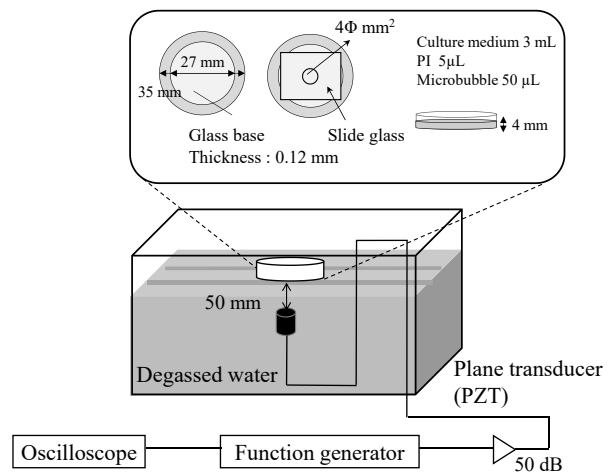 4Φ mm²
27 mm
35 mm
Glass base
Thickness : 0.12 mm
Slide glass
Culture medium 3 mL
PI 5μL
Microbubble 50 μL
4 mm
50 mm
Degassed water
Plane transducer
(PZT)
Oscilloscope
Function generator
50 dB